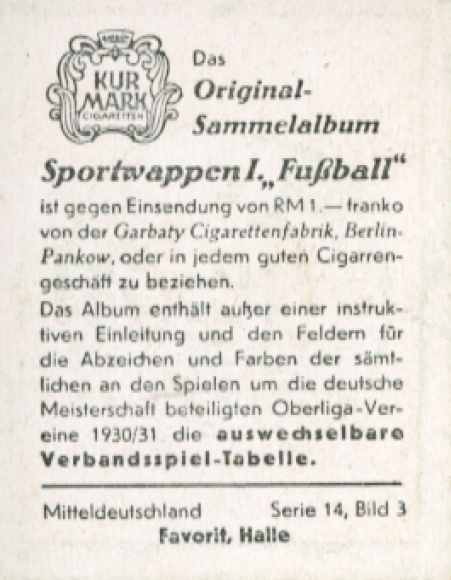 GARBATY
KUR
MARK
CIGARETTEN
Das
Original-
Sammelalbum
Sportwappen I. „Fußball“
ist gegen Einsendung von RM 1.— franko
von der Garbaty Cigarettenfabrik, Berlin-
Pankow, oder in jedem guten Cigarren-
geschäft zu beziehen.
Das Album enthält außer einer instruk-
tiven Einleitung und den Feldern für
die Abzeichen und Farben der sämt-
lichen an den Spielen um die deutsche
Meisterschaft beteiligten Oberliga-Ver-
eine 1930/31 die auswechselbare
Verbandsspiel-Tabelle.
Mitteldeutschland Serie 14, Bild 3
Favorit, Halle